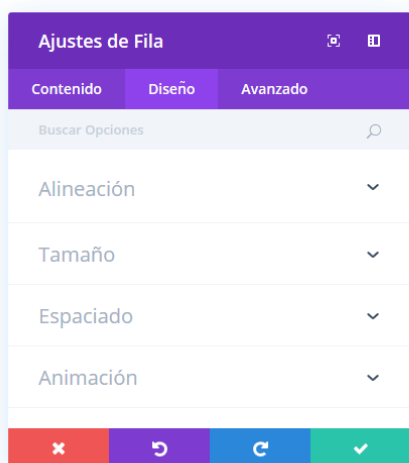 Ajustes de Fila
Contenido Diseño Avanzado
Buscar Opciones
Alineación
Tamaño
Espaciado
Animación